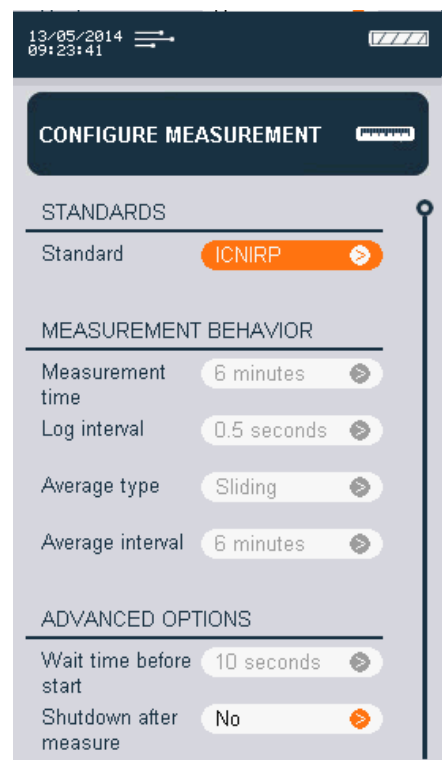 13/05/2014
09:23:41
CONFIGURE MEASUREMENT
STANDARDS
Standard ICNIRP
MEASUREMENT BEHAVIOR
Measurement time 6 minutes
Log interval 0.5 seconds
Average type Sliding
Average interval 6 minutes
ADVANCED OPTIONS
Wait time before start 10 seconds
Shutdown after measure No